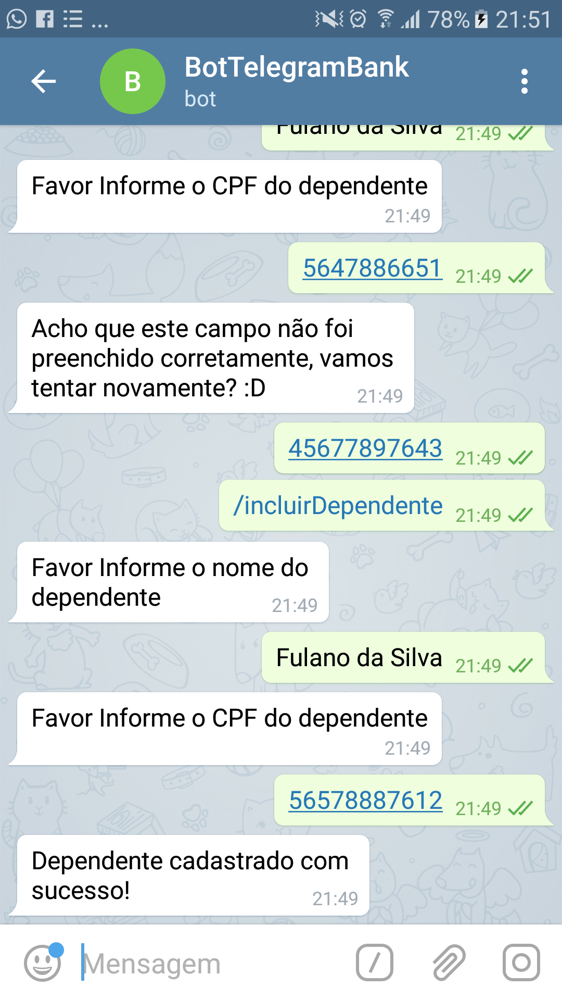 ... 78% 21:51
B
BotTelegramBank
bot
Fulano da Silva 21:49
Favor Informe o CPF do dependente
21:49
5647886651 21:49
Acho que este campo não foi
preenchido corretamente, vamos
tentar novamente? :D 21:49
45677897643 21:49
/incluirDependente 21:49
Favor Informe o nome do
dependente 21:49
Fulano da Silva 21:49
Favor Informe o CPF do dependente
21:49
56578887612 21:49
Dependente cadastrado com
sucesso! 21:49
Mensagem